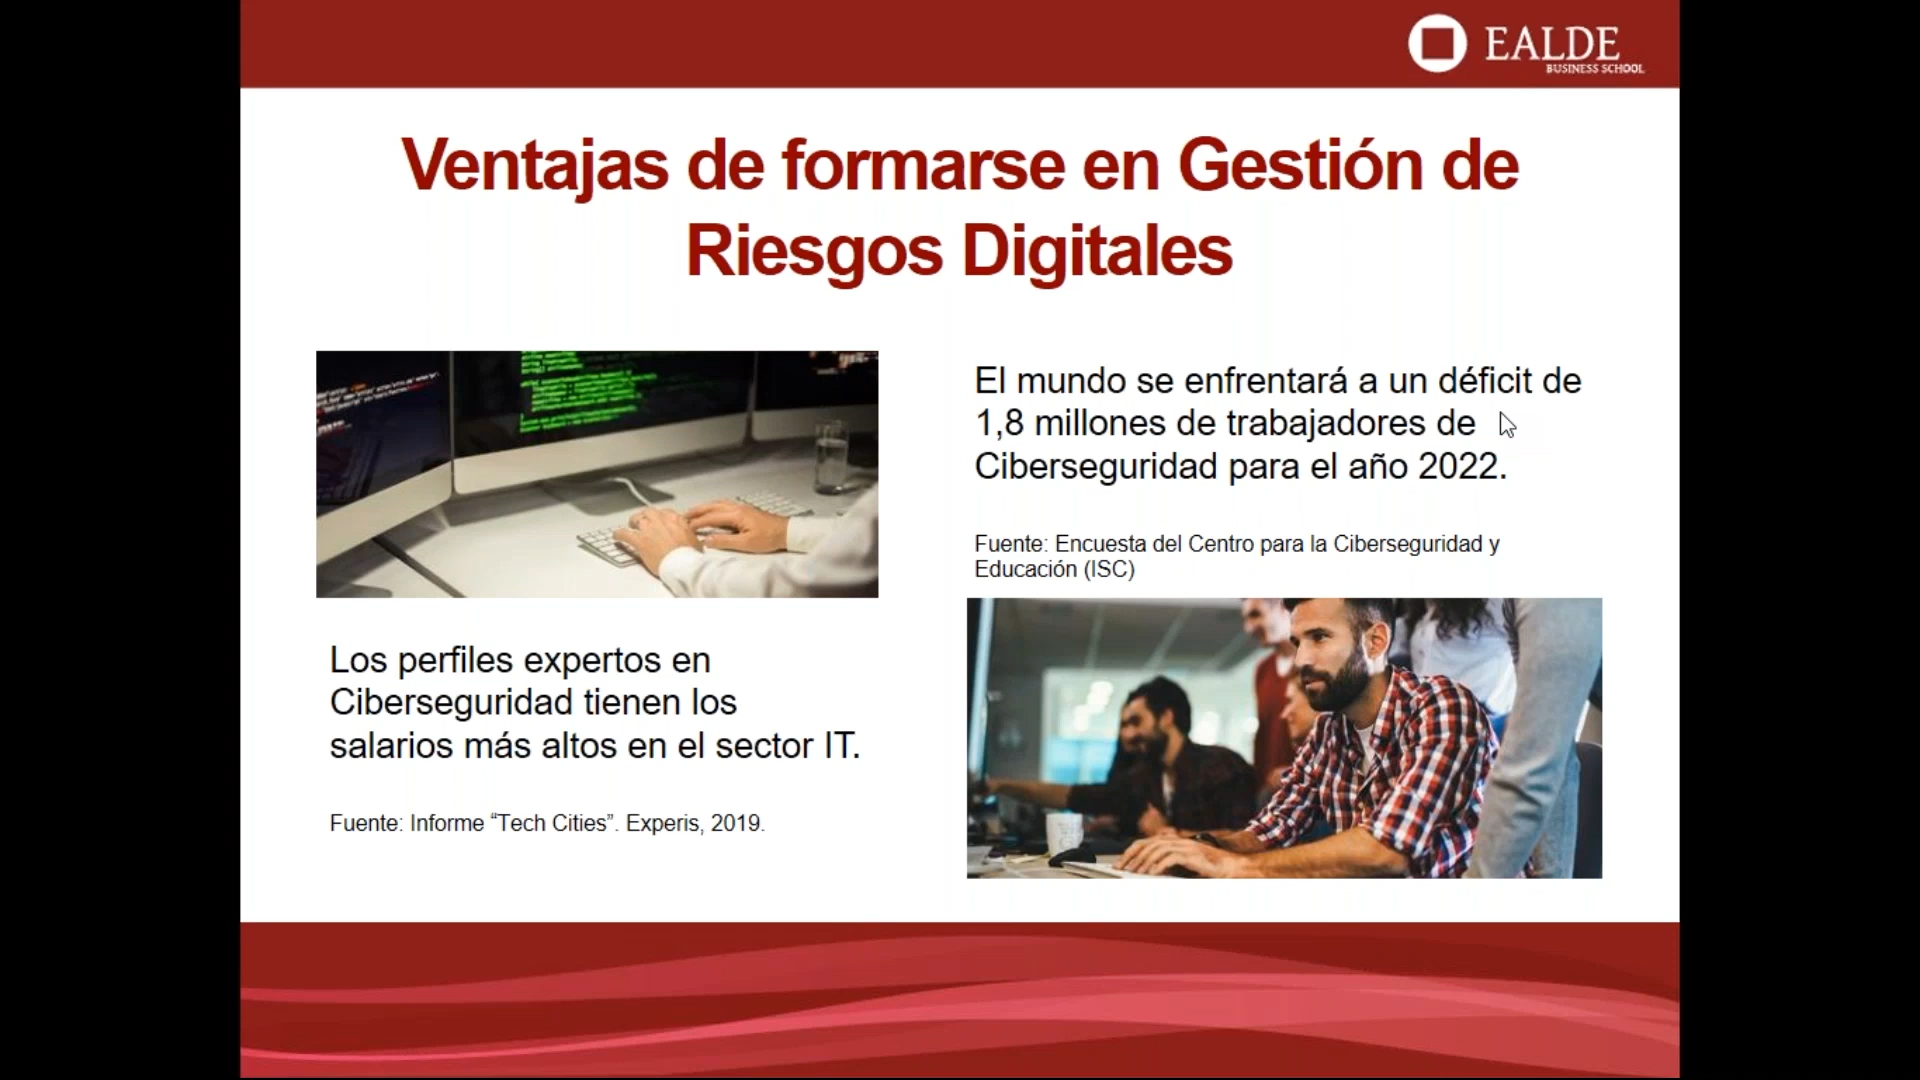 EALDE
BUSINESS SCHOOL
Ventajas de formarse en Gestión de
Riesgos Digitales
El mundo se enfrentará a un déficit de
1,8 millones de trabajadores de
Ciberseguridad para el año 2022.
Fuente: Encuesta del Centro para la Ciberseguridad y
Educación (ISC)
Los perfiles expertos en
Ciberseguridad tienen los
salarios más altos en el sector IT.
Fuente: Informe “Tech Cities”. Experis, 2019.